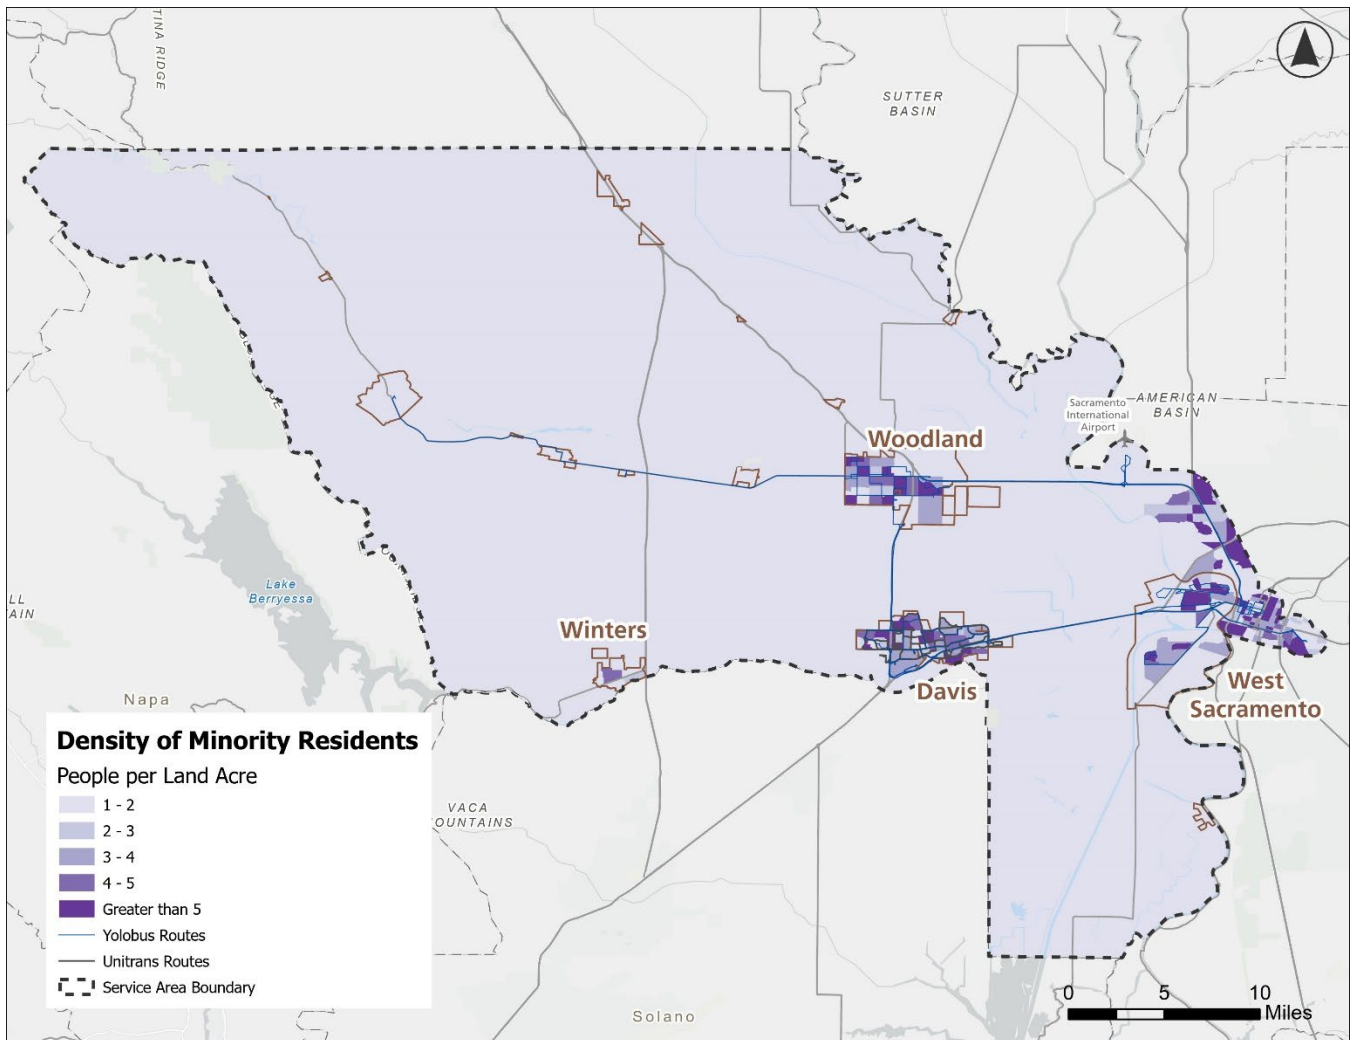 TINA RIDGE
SUTTER
BASIN
AMERICAN
BASIN
Sacramento
International
Airport
Woodland
Lake
Berryessa
LL
AIN
Winters
Davis
West
Sacramento
Napa
VACA
OUNTAINS
Solano
Density of Minority Residents
People per Land Acre
1 - 2
2 - 3
3 - 4
4 - 5
Greater than 5
Yolobus Routes
Unitrans Routes
Service Area Boundary
0 5 10
Miles